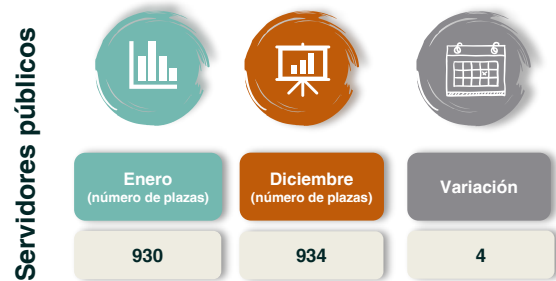 Servidores públicos
Enero
(número de plazas)
Diciembre
(número de plazas)
Variación
930
934
4